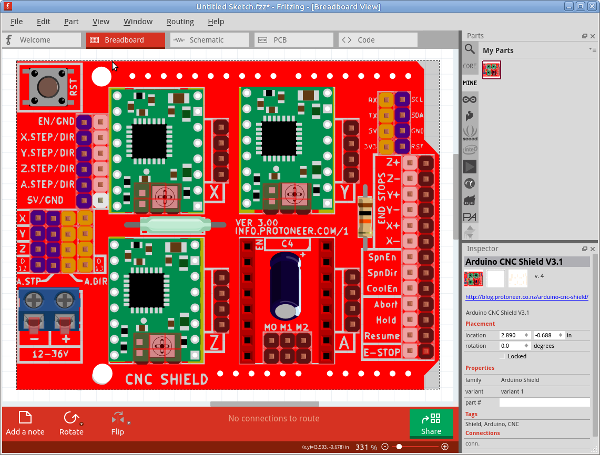 Untitled Sketch.fzz* - Fritzing - [Breadboard View]
File Edit Part View Window Routing Help
Welcome Breadboard Schematic PCB Code
Parts
My Parts
CORE
MINE
RST
EN/GND
X.STEP/DIR
Y.STEP/DIR
Z.STEP/DIR
A.STEP/DIR
5V/GND
X
Y
Z
A.STP
A.DIR
12-36V
X
Y
Z
A
VER 3.00
INFO.PROTONEER.COM/1
EN
C4
M0 M1 M2
CNC SHIELD
RX SCL
TX SDA
5V GND
3V3 RST
END STOPS
Z+
Z-
Y+
Y-
X+
X-
SpnEn
SpnDir
CoolEn
Abort
Hold
Resume
E-STOP
Inspector
Arduino CNC Shield V3.1
v. 4
http://blog.protoneer.co.nz/arduino-cnc-shield/
Arduino CNC Shield V3.1
Placement
location 2.890 -0.688 in
rotation 0.0 degrees
Locked
Properties
family Arduino Shield
variant variant 1
part #
Tags
Shield, Arduino, CNC
Connections
conn.
Add a note
Rotate
Flip
No connections to route
Share
331 %